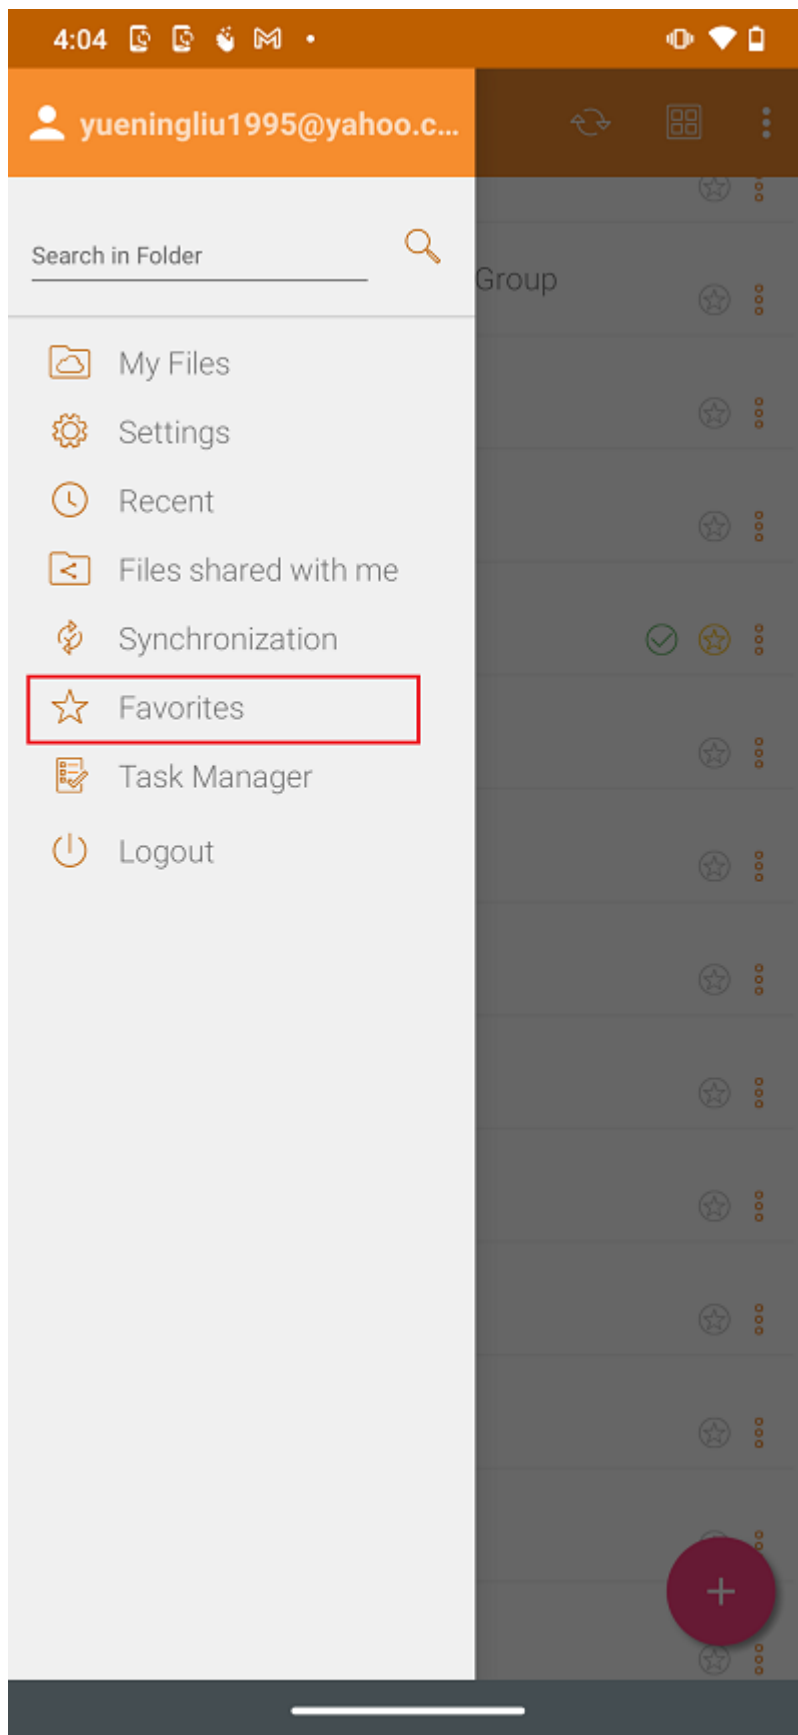 4:04
yueningliu1995@yahoo.c...
Search in Folder
Group
My Files
Settings
Recent
Files shared with me
Synchronization
Favorites
Task Manager
Logout